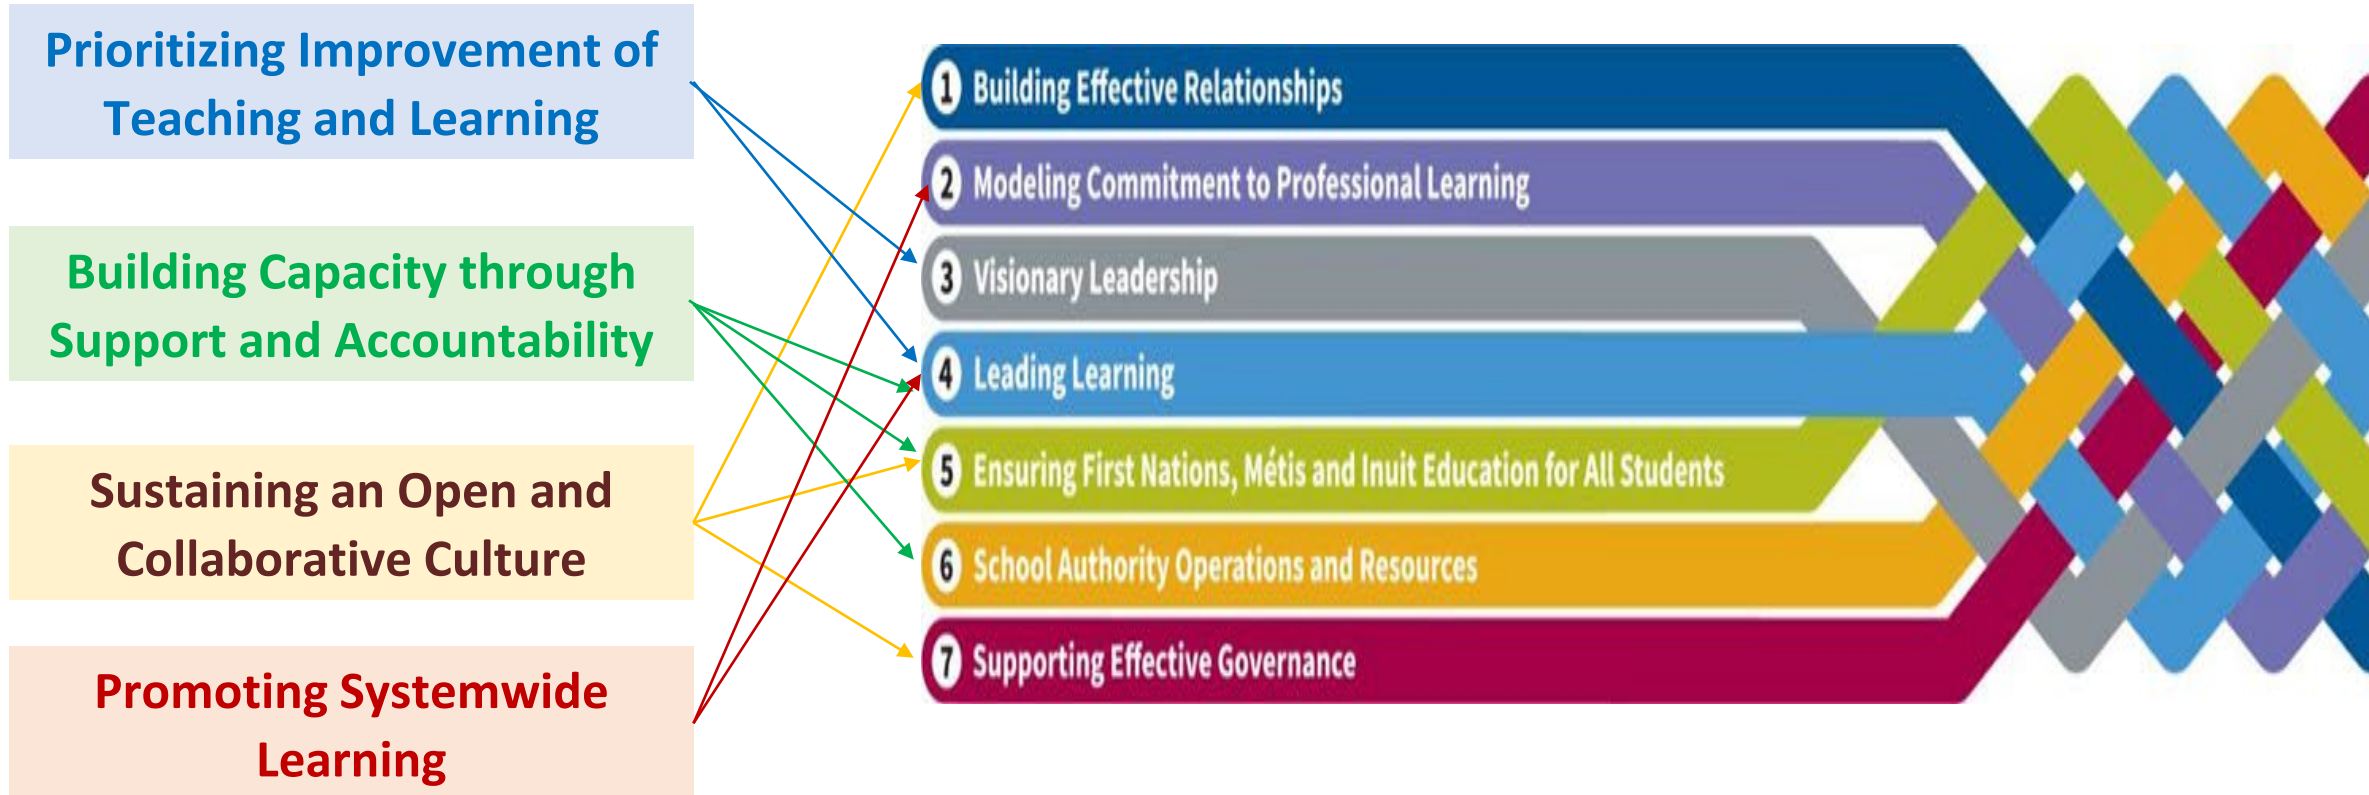 Prioritizing Improvement of
Teaching and Learning
Building Capacity through
Support and Accountability
Sustaining an Open and
Collaborative Culture
Promoting Systemwide
Learning
1 Building Effective Relationships
2 Modeling Commitment to Professional Learning
3 Visionary Leadership
4 Leading Learning
5 Ensuring First Nations, Métis and Inuit Education for All Students
6 School Authority Operations and Resources
7 Supporting Effective Governance